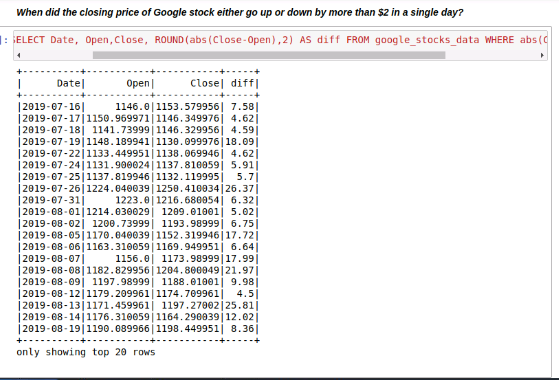 When did the closing price of Google stock either go up or down by more than $2 in a single day?
]: SELECT Date, Open,Close, ROUND(abs(Close-Open),2) AS diff FROM google_stocks_data WHERE abs(
+----------+-----------+-----------+-----+
|      Date|       Open|      Close| diff|
+----------+-----------+-----------+-----+
|2019-07-16|     1146.0|1153.579956| 7.58|
|2019-07-17|1150.969971|1146.349976| 4.62|
|2019-07-18| 1141.73999|1146.329956| 4.59|
|2019-07-19|1148.189941|1130.099976|18.09|
|2019-07-22|1133.449951|1138.069946| 4.62|
|2019-07-24|1131.900024|1137.810059| 5.91|
|2019-07-25|1137.819946|1132.119995|  5.7|
|2019-07-26|1224.040039|1250.410034|26.37|
|2019-07-31|     1223.0|1216.680054| 6.32|
|2019-08-01|1214.030029| 1209.01001| 5.02|
|2019-08-02| 1200.73999| 1193.98999| 6.75|
|2019-08-05|1170.040039|1152.319946|17.72|
|2019-08-06|1163.310059|1169.949951| 6.64|
|2019-08-07|     1156.0| 1173.98999|17.99|
|2019-08-08|1182.829956|1204.800049|21.97|
|2019-08-09| 1197.98999| 1188.01001| 9.98|
|2019-08-12|1179.209961|1174.709961|  4.5|
|2019-08-13|1171.459961| 1197.27002|25.81|
|2019-08-14|1176.310059|1164.290039|12.02|
|2019-08-19|1190.089966|1198.449951| 8.36|
+----------+-----------+-----------+-----+
only showing top 20 rows